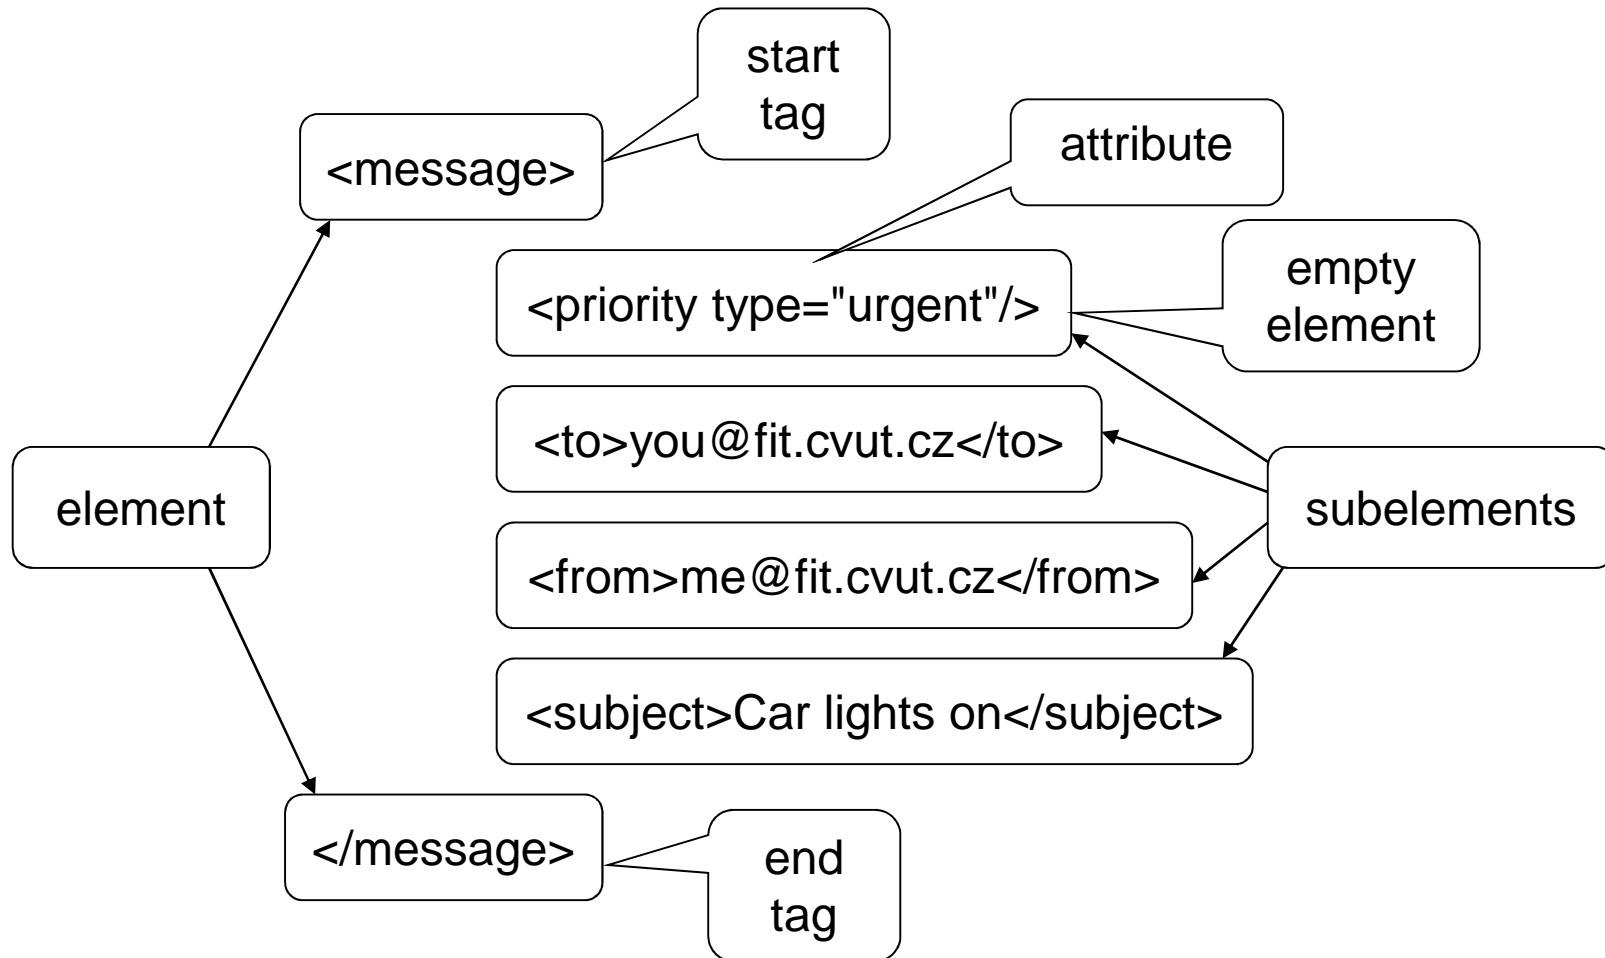 start
tag
<message>
attribute
<priority type="urgent"/>
empty
element
<to>you@fit.cvut.cz</to>
element
subelements
<from>me@fit.cvut.cz</from>
<subject>Car lights on</subject>
</message>
end
tag